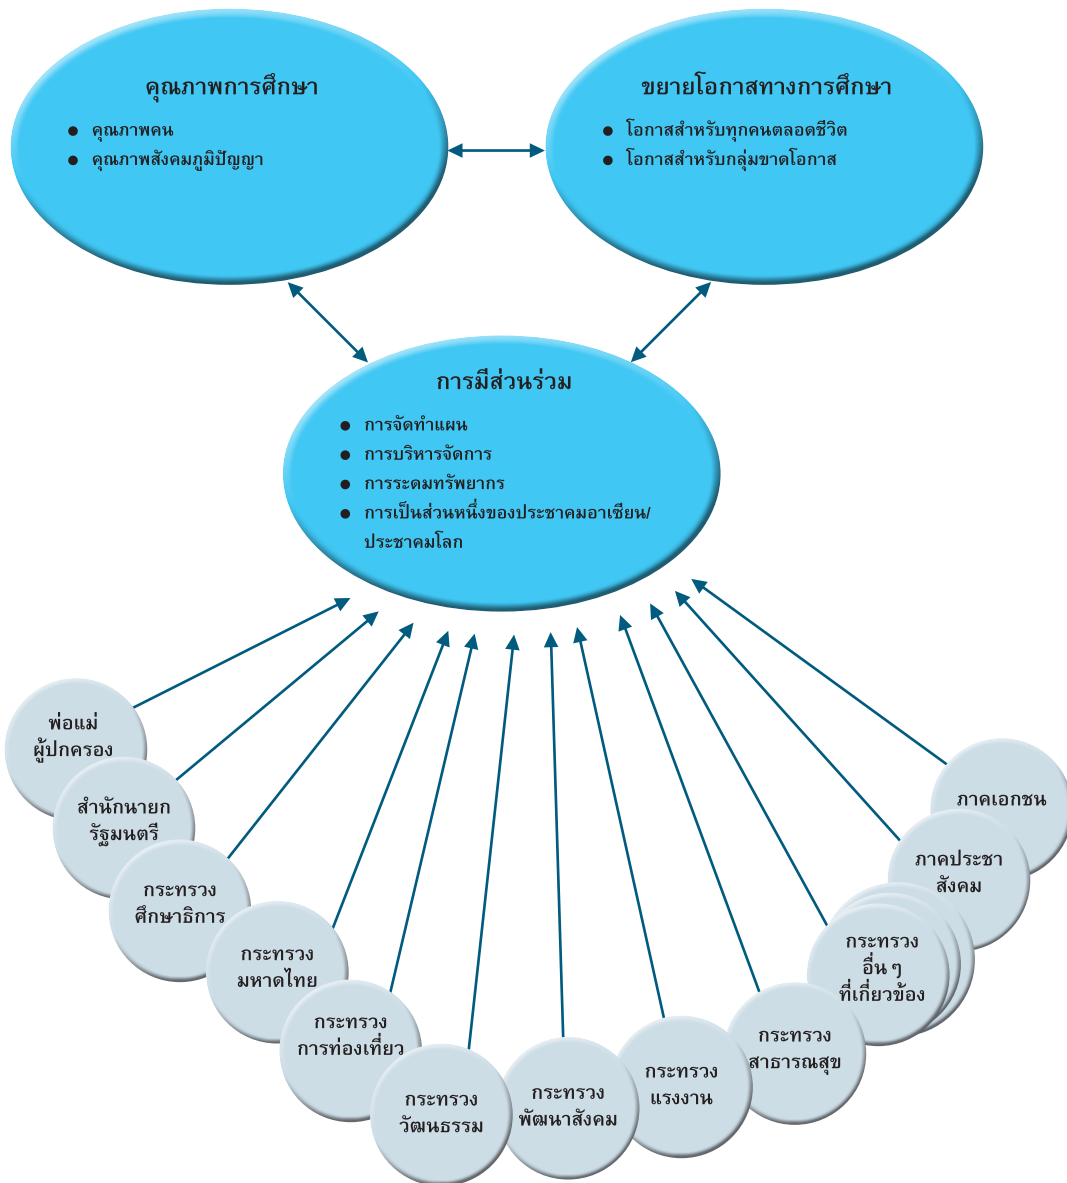 คุณภาพการศึกษา
● คุณภาพคน
● คุณภาพสังคมภูมิปัญญา
ขยายโอกาสทางการศึกษา
● โอกาสสำหรับทุกคนตลอดชีวิต
● โอกาสสำหรับกลุ่มขาดโอกาส
การมีส่วนร่วม
● การจัดทำแผน
● การบริหารจัดการ
● การระดมทรัพยากร
● การเป็นส่วนหนึ่งของประชาคมอาเซียน/
ประชาคมโลก
พ่อแม่
ผู้ปกครอง
สำนักนายก
รัฐมนตรี
กระทรวง
ศึกษาธิการ
กระทรวง
มหาดไทย
กระทรวง
การท่องเที่ยว
กระทรวง
วัฒนธรรม
กระทรวง
พัฒนาสังคม
กระทรวง
แรงงาน
กระทรวง
สาธารณสุข
กระทรวง
อื่น ๆ
ที่เกี่ยวข้อง
ภาคประชา
สังคม
ภาคเอกชน